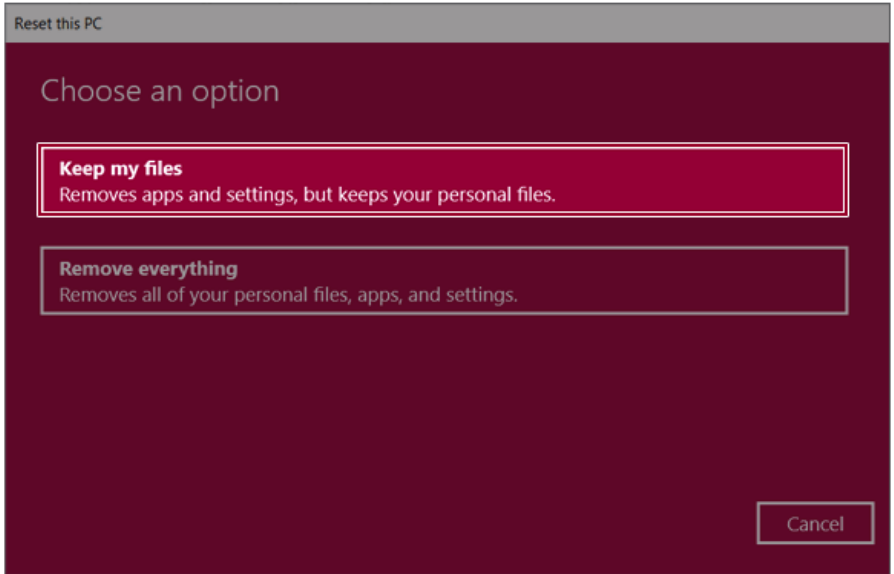 Reset this PC
Choose an option
Keep my files
Removes apps and settings, but keeps your personal files.
Remove everything
Removes all of your personal files, apps, and settings.
Cancel